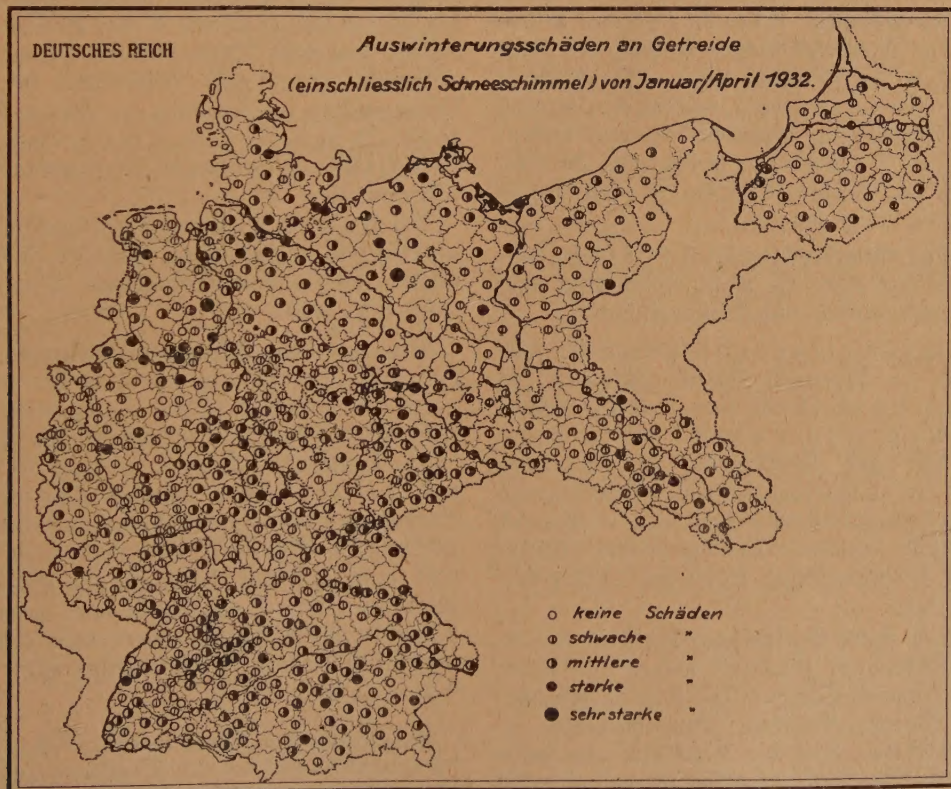 DEUTSCHES REICH
Auswinterungsschäden an Getreide
(einschliesslich Schneeschimmel) von Januar/April 1932.
keine Schäden
schwache "
mittlere "
starke "
sehr starke "